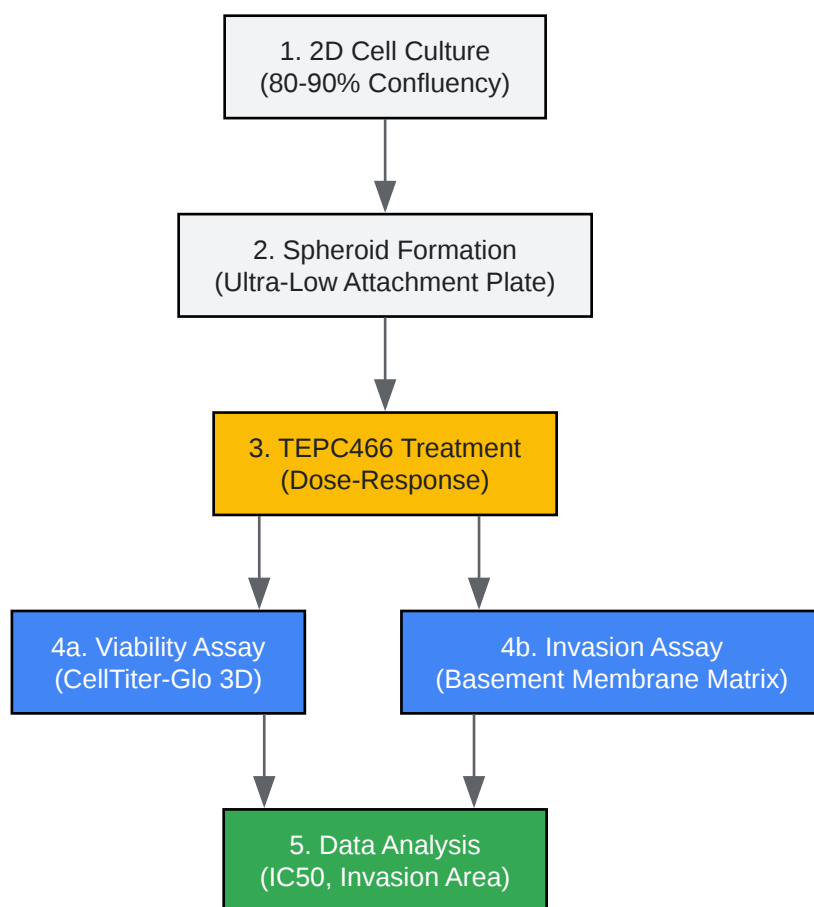 1. 2D Cell Culture
(80-90% Confluency)
2. Spheroid Formation
(Ultra-Low Attachment Plate)
3. TEPC466 Treatment
(Dose-Response)
4a. Viability Assay
(CellTiter-Glo 3D)
4b. Invasion Assay
(Basement Membrane Matrix)
5. Data Analysis
(IC50, Invasion Area)